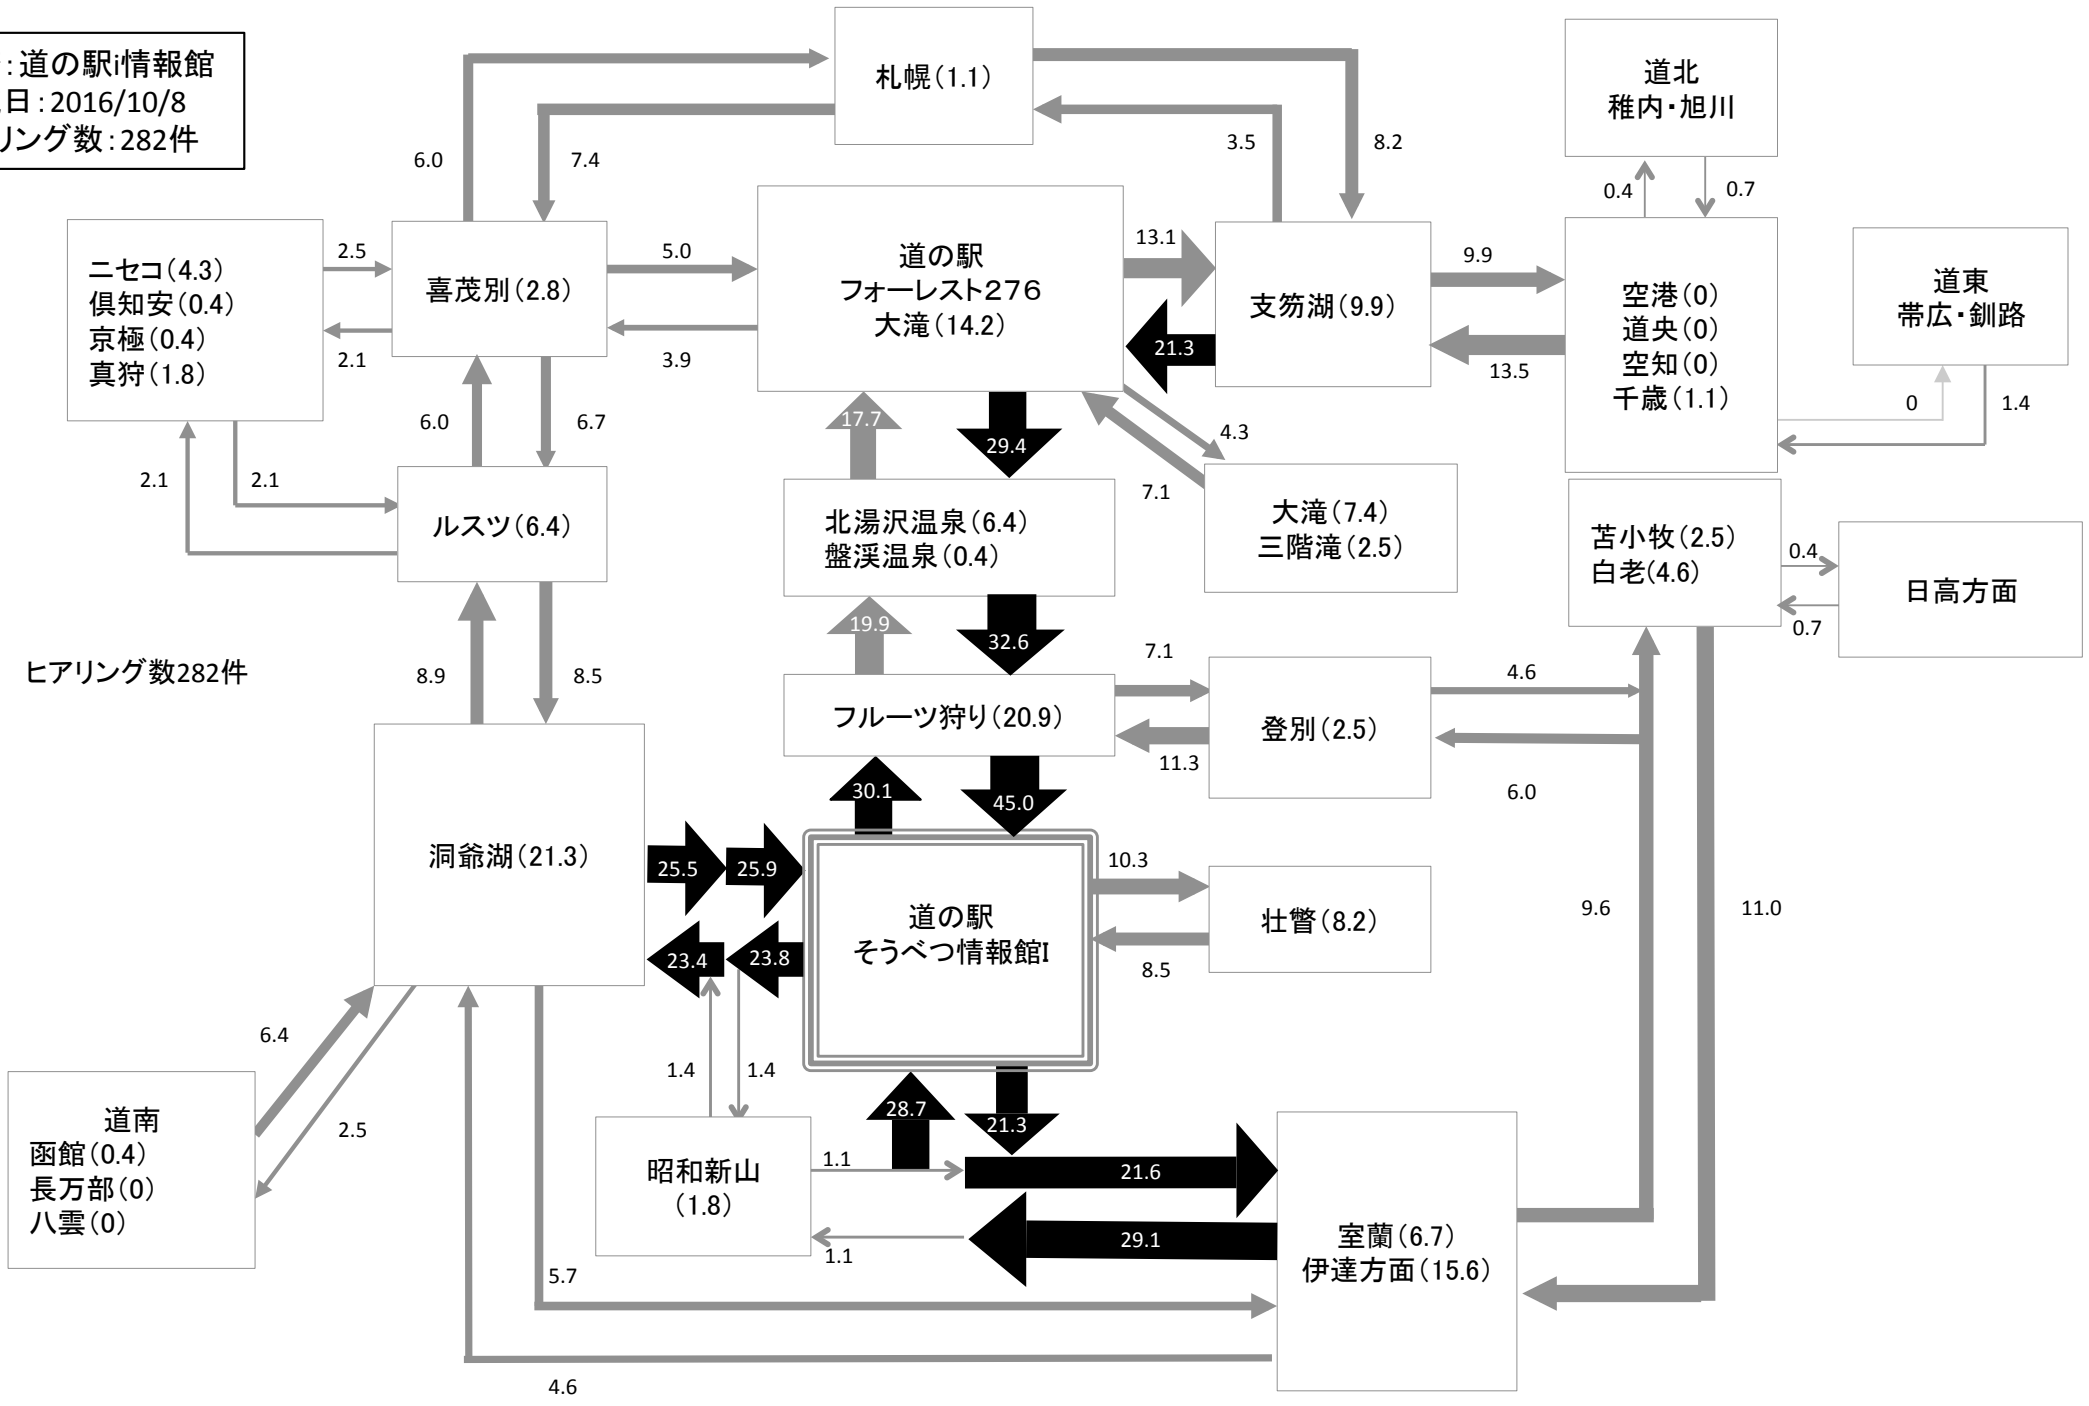 :道の駅i情報館
日:2016/10/8
リング数:282件
札幌(1.1)
道北
稚内・旭川
6.0
7.4
3.5
8.2
0.4
0.7
ニセコ(4.3)
倶知安(0.4)
京極(0.4)
真狩(1.8)
2.5
2.1
喜茂別(2.8)
5.0
3.9
道の駅
フォーレスト276
大滝(14.2)
13.1
21.3
支笏湖(9.9)
9.9
13.5
空港(0)
道央(0)
空知(0)
千歳(1.1)
道東
帯広・釧路
0
1.4
6.0
6.7
17.7
29.4
4.3
7.1
2.1
2.1
ルスツ(6.4)
北湯沢温泉(6.4)
盤渓温泉(0.4)
大滝(7.4)
三階滝(2.5)
苫小牧(2.5)
白老(4.6)
0.4
0.7
日高方面
ヒアリング数282件
8.9
8.5
19.9
32.6
7.1
11.3
フルーツ狩り(20.9)
登別(2.5)
4.6
6.0
30.1
45.0
洞爺湖(21.3)
25.5
25.9
23.4
23.8
道の駅
そうべつ情報館I
10.3
8.5
壮瞥(8.2)
9.6
11.0
6.4
2.5
1.4
1.4
28.7
21.3
道南
函館(0.4)
長万部(0)
八雲(0)
昭和新山
(1.8)
1.1
1.1
21.6
29.1
室蘭(6.7)
伊達方面(15.6)
5.7
4.6